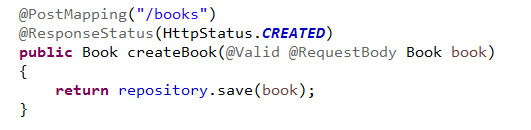 @PostMapping("/books")
@ResponseStatus(HttpStatus.CREATED)
public Book createBook(@Valid @RequestBody Book book)
{
    return repository.save(book);
}